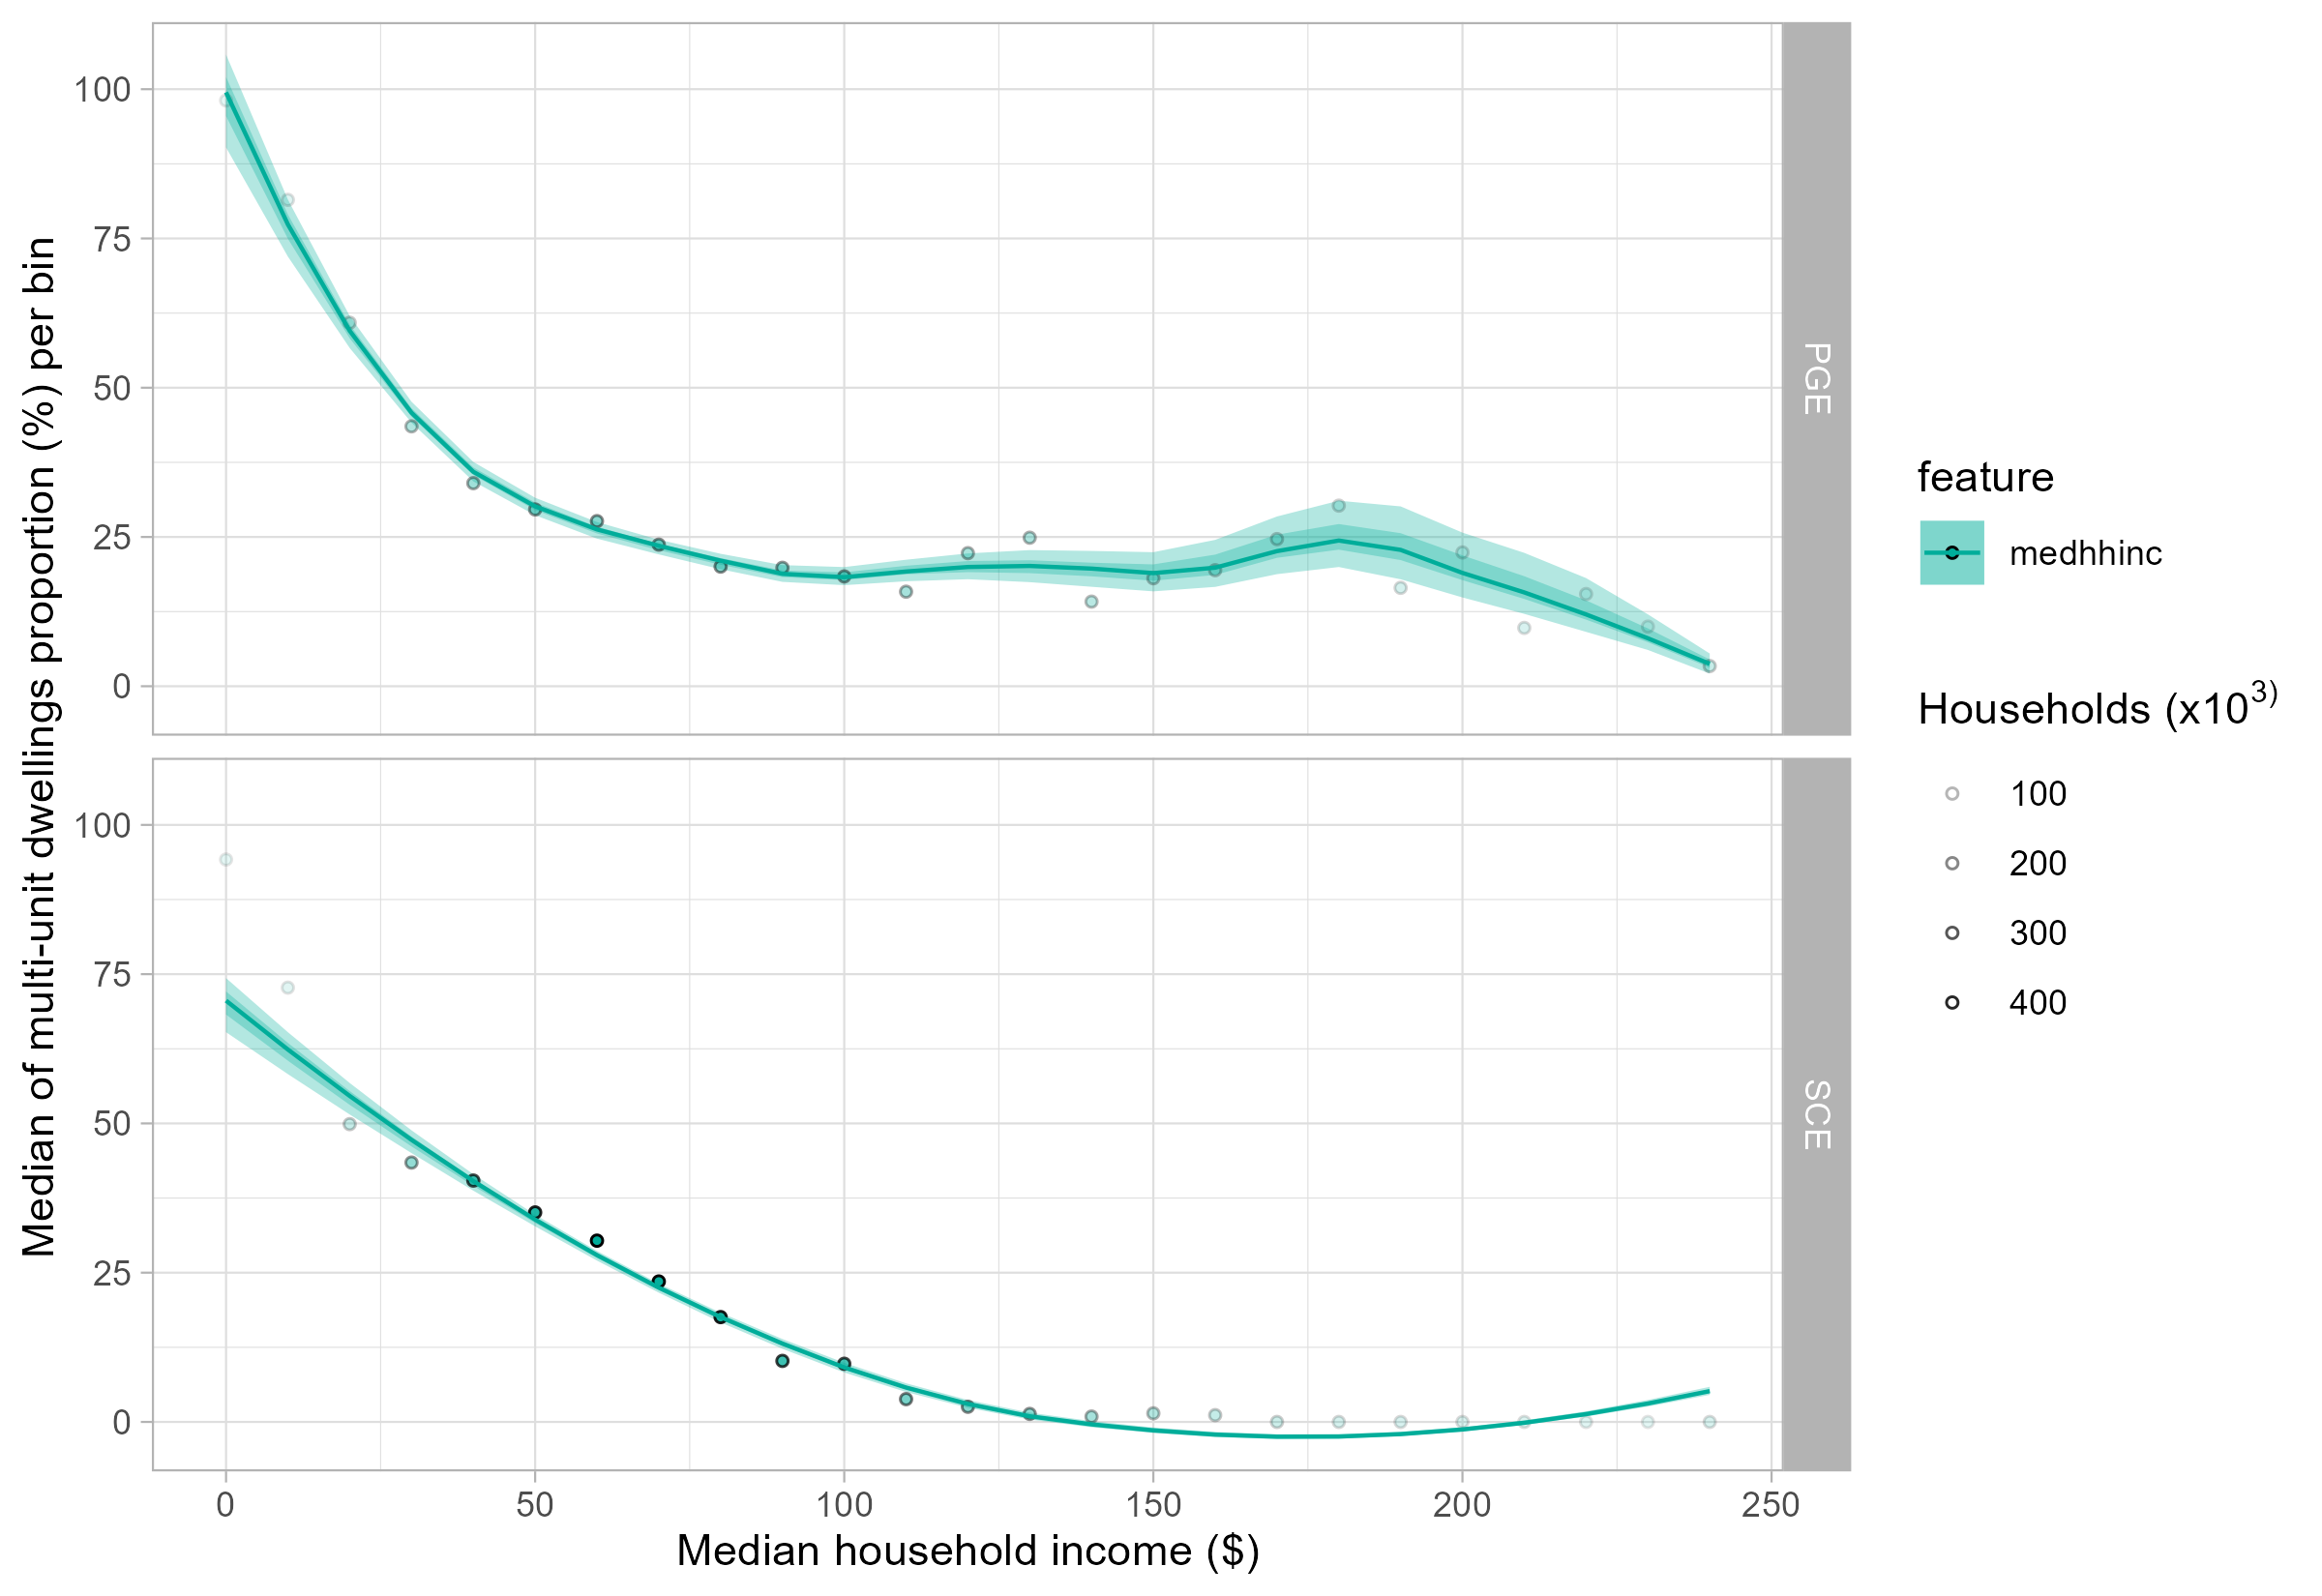 Median of multi-unit dwellings proportion (%) per bin
100
75
50
25
0
PGE
100
75
50
25
0
SCE
0 50 100 150 200 250
Median household income ($)
feature
medhhinc
Households (x10³⁾
100
200
300
400